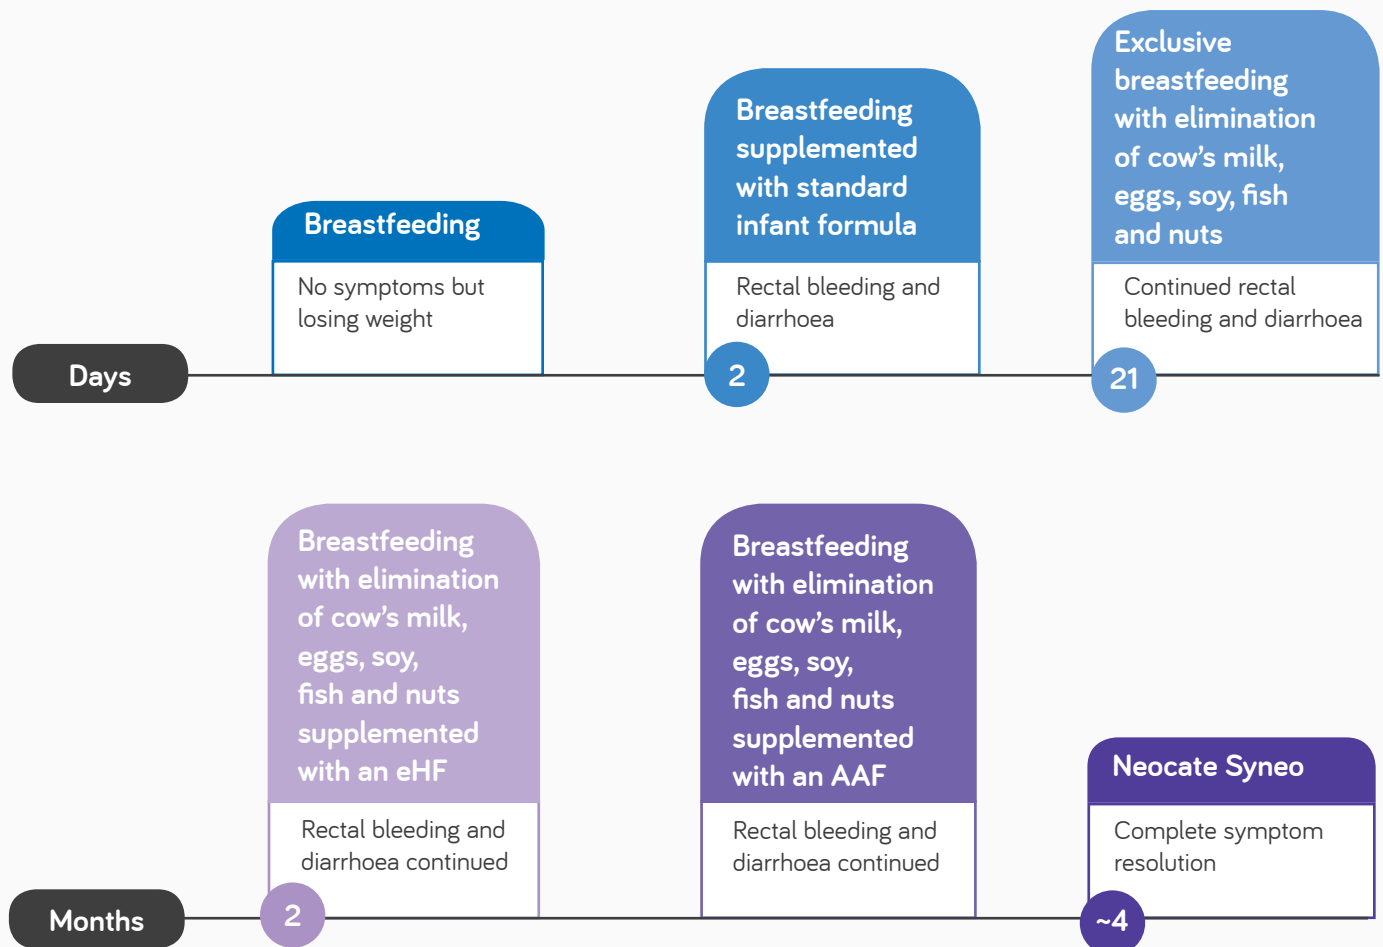 Breastfeeding
No symptoms but
losing weight
Breastfeeding
supplemented
with standard
infant formula
Rectal bleeding and
diarrhoea
Exclusive
breastfeeding
with elimination
of cow's milk,
eggs, soy, fish
and nuts
Continued rectal
bleeding and diarrhoea
Days
2
21
Breastfeeding
with elimination
of cow's milk,
eggs, soy,
fish and nuts
supplemented
with an eHF
Rectal bleeding and
diarrhoea continued
Breastfeeding
with elimination
of cow's milk,
eggs, soy,
fish and nuts
supplemented
with an AAF
Rectal bleeding and
diarrhoea continued
Neocate Syneo
Complete symptom
resolution
Months
2
~4